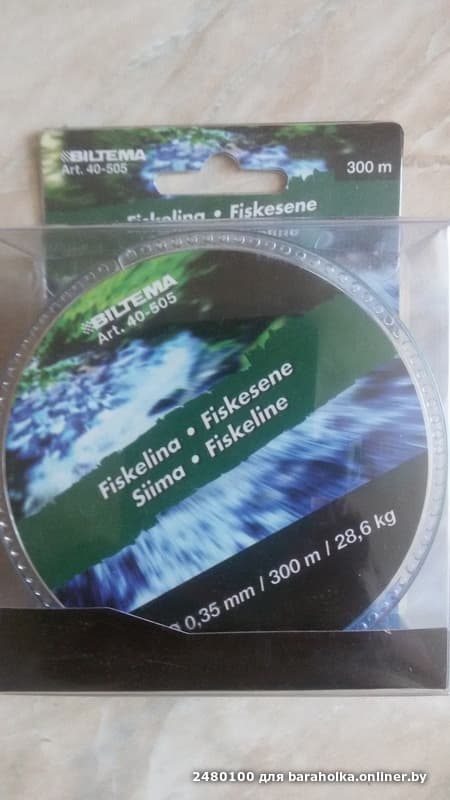 BILTEMA
Art. 40-505
300 m
Fiskelina • Fiskesene
Fiskeline
BILTEMA
Art. 40-505
Fiskelina • Fiskesene
Siima • Fiskeline
0,35 mm / 300 m / 28,6 kg
2480100 для baraholka.onliner.by